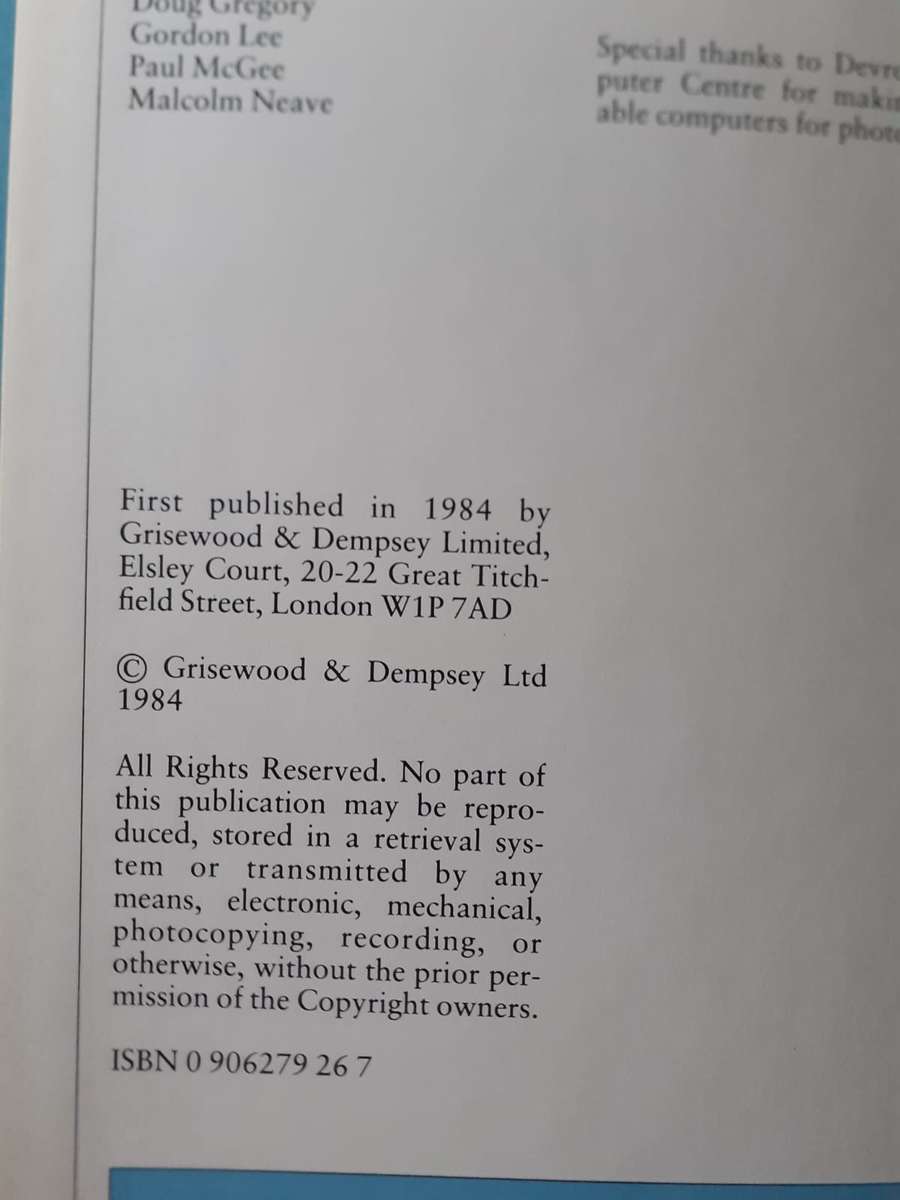 Doug Gregory
Gordon Lee
Paul McGee
Malcolm Neave
Special thanks to
puter Centre for
able computers for
First published in 1984 by
Grisewood & Dempsey Limited,
Elsley Court, 20-22 Great Titch-
field Street, London W1P 7AD
© Grisewood & Dempsey Ltd
1984
All Rights Reserved. No part of
this publication may be repro-
duced, stored in a retrieval sys-
tem or transmitted by any
means, electronic, mechanical,
photocopying, recording, or
otherwise, without the prior per-
mission of the Copyright owners.
ISBN 0 906279 26 7